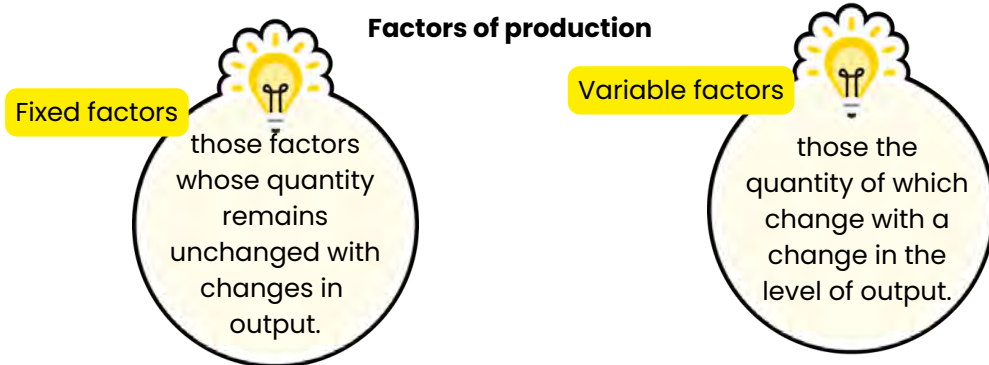 Factors of production
Fixed factors
those factors
whose quantity
remains
unchanged with
changes in
output.
Variable factors
those the
quantity of which
change with a
change in the
level of output.